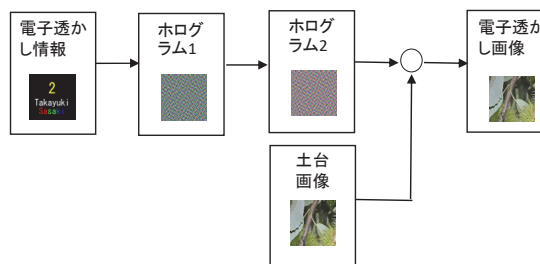 電子透か
し情報
2
Takayuki
Sasaki
ホログ
ラム1
ホログ
ラム2
電子透か
し画像
土台
画像